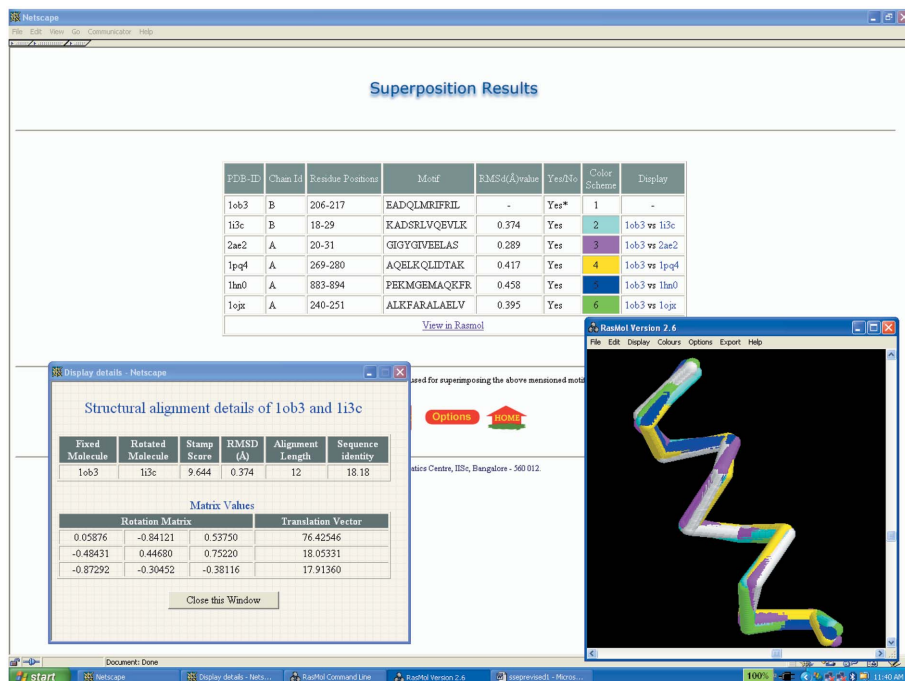 Netscape
File Edit View Go Communicator Help
Superposition Results
PDB-ID Chain Id Residue Positions Motif RMSd(Å)value Yes/No Color Scheme Display
1ob3 B 206-217 EADQLMRIFRIL - Yes* 1 -
1i3c B 18-29 KADSRLVQEVLK 0.374 Yes 2 1ob3 vs 1i3c
2ae2 A 20-31 GIGYGIVEELAS 0.289 Yes 3 1ob3 vs 2ae2
1pq4 A 269-280 AQELKQLIDTAK 0.417 Yes 4 1ob3 vs 1pq4
1hn0 A 883-894 PEKMGEMAQKFR 0.458 Yes 5 1ob3 vs 1hn0
1ojx A 240-251 ALKFARALAELV 0.395 Yes 6 1ob3 vs 1ojx
View in Rasmol
used for superimposing the above mensioned motif
Options HOME
atics Centre, IISc, Bangalore - 560 012.
Display details - Netscape
Structural alignment details of 1ob3 and 1i3c
Fixed Molecule Rotated Molecule Stamp Score RMSD (Å) Alignment Length Sequence identity
1ob3 1i3c 9.644 0.374 12 18.18
Matrix Values
Rotation Matrix Translation Vector
0.05876 -0.84121 0.53750 76.42546
-0.48431 0.44680 0.75220 18.05331
-0.87292 -0.30452 -0.38116 17.91360
Close this Window
RasMol Version 2.6
File Edit Display Colours Options Export Help
Document: Done
start Netscape Display details - Nets... RasMol Command Line RasMol Version 2.6 sseprevised1 - Micros... 100% 11:40 AM